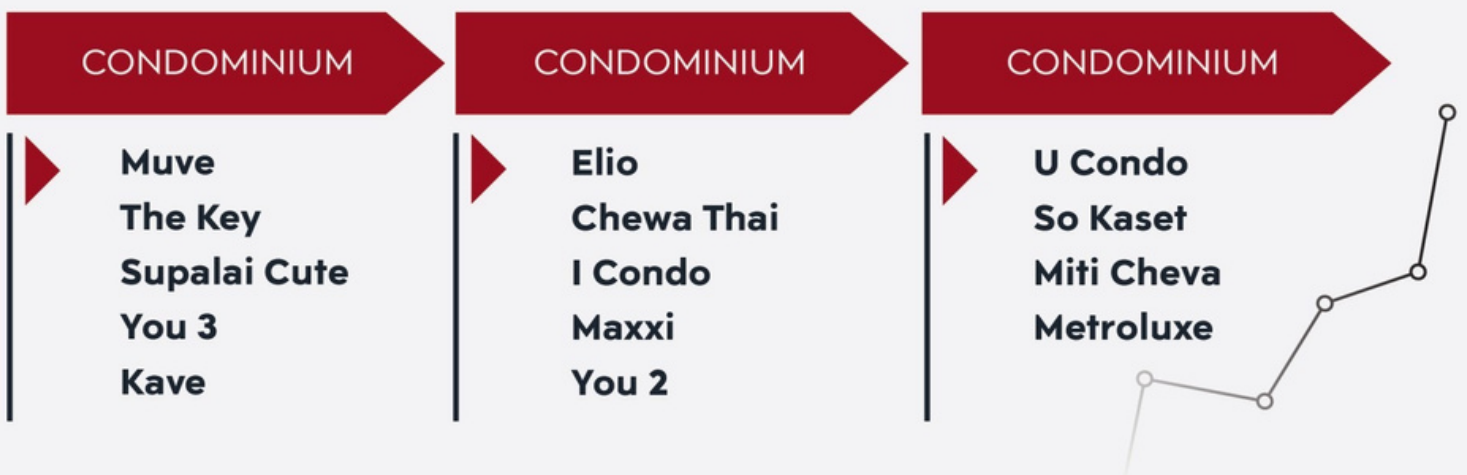 CONDOMINIUM
Muve
The Key
Supalai Cute
You 3
Kave
CONDOMINIUM
Elio
Chewa Thai
I Condo
Maxxi
You 2
CONDOMINIUM
U Condo
So Kaset
Miti Cheva
Metroluxe